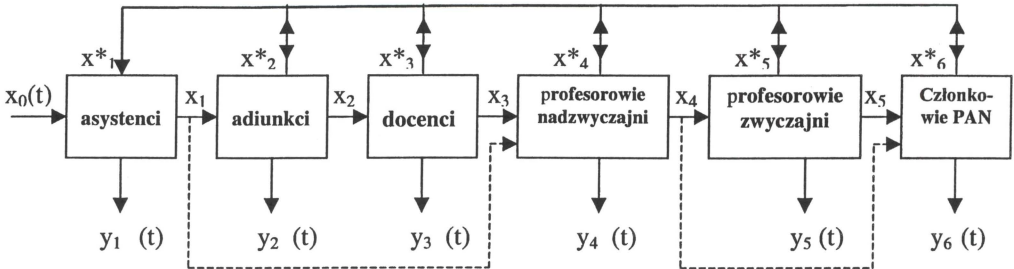 x*₁ x*₂ x*₃ x*₄ x*₅ x*₆
x₀(t) x₁ x₂ x₃ x₄ x₅
asystenci
adiunkci
docenci
profesorowie
nadzwyczajni
profesorowie
zwyczajni
Członko-
wie PAN
y₁ (t) y₂ (t) y₃ (t) y₄ (t) y₅ (t) y₆ (t)